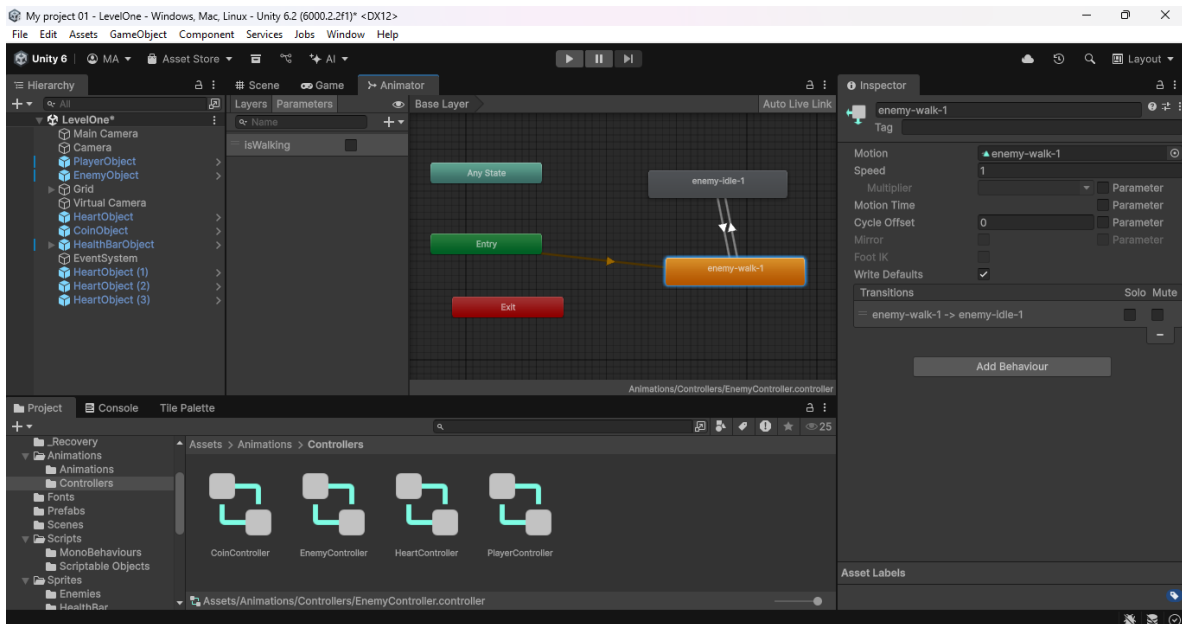 My project 01 - LevelOne - Windows, Mac, Linux - Unity 6.2 (6000.2.2f1)* <DX12>
File Edit Assets GameObject Component Services Jobs Window Help
Unity 6 MA Asset Store AI Layout
Hierarchy
All
LevelOne*
Main Camera
Camera
PlayerObject
EnemyObject
Grid
Virtual Camera
HeartObject
CoinObject
HealthBarObject
EventSystem
HeartObject (1)
HeartObject (2)
HeartObject (3)
Scene Game Animator
Layers Parameters Base Layer Auto Live Link
Name
isWalking
Any State
enemy-idle-1
Entry
enemy-walk-1
Exit
Animations/Controllers/EnemyController.controller
Inspector
enemy-walk-1
Tag
Motion enemy-walk-1
Speed 1
Multiplier Parameter
Motion Time Parameter
Cycle Offset 0 Parameter
Mirror Parameter
Foot IK
Write Defaults
Transitions Solo Mute
enemy-walk-1 -> enemy-idle-1
Add Behaviour
Asset Labels
Project Console Tile Palette
25
_Recovery
Animations
Animations
Controllers
Fonts
Prefabs
Scenes
Scripts
MonoBehaviours
Scriptable Objects
Sprites
Enemies
HealthBar
Assets > Animations > Controllers
CoinController EnemyController HeartController PlayerController
Assets/Animations/Controllers/EnemyController.controller